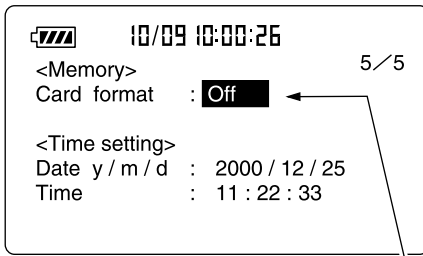 10/09 10:00:26
5/5
<Memory>
Card format : Off
<Time setting>
Date y / m / d : 2000 / 12 / 25
Time : 11 : 22 : 33